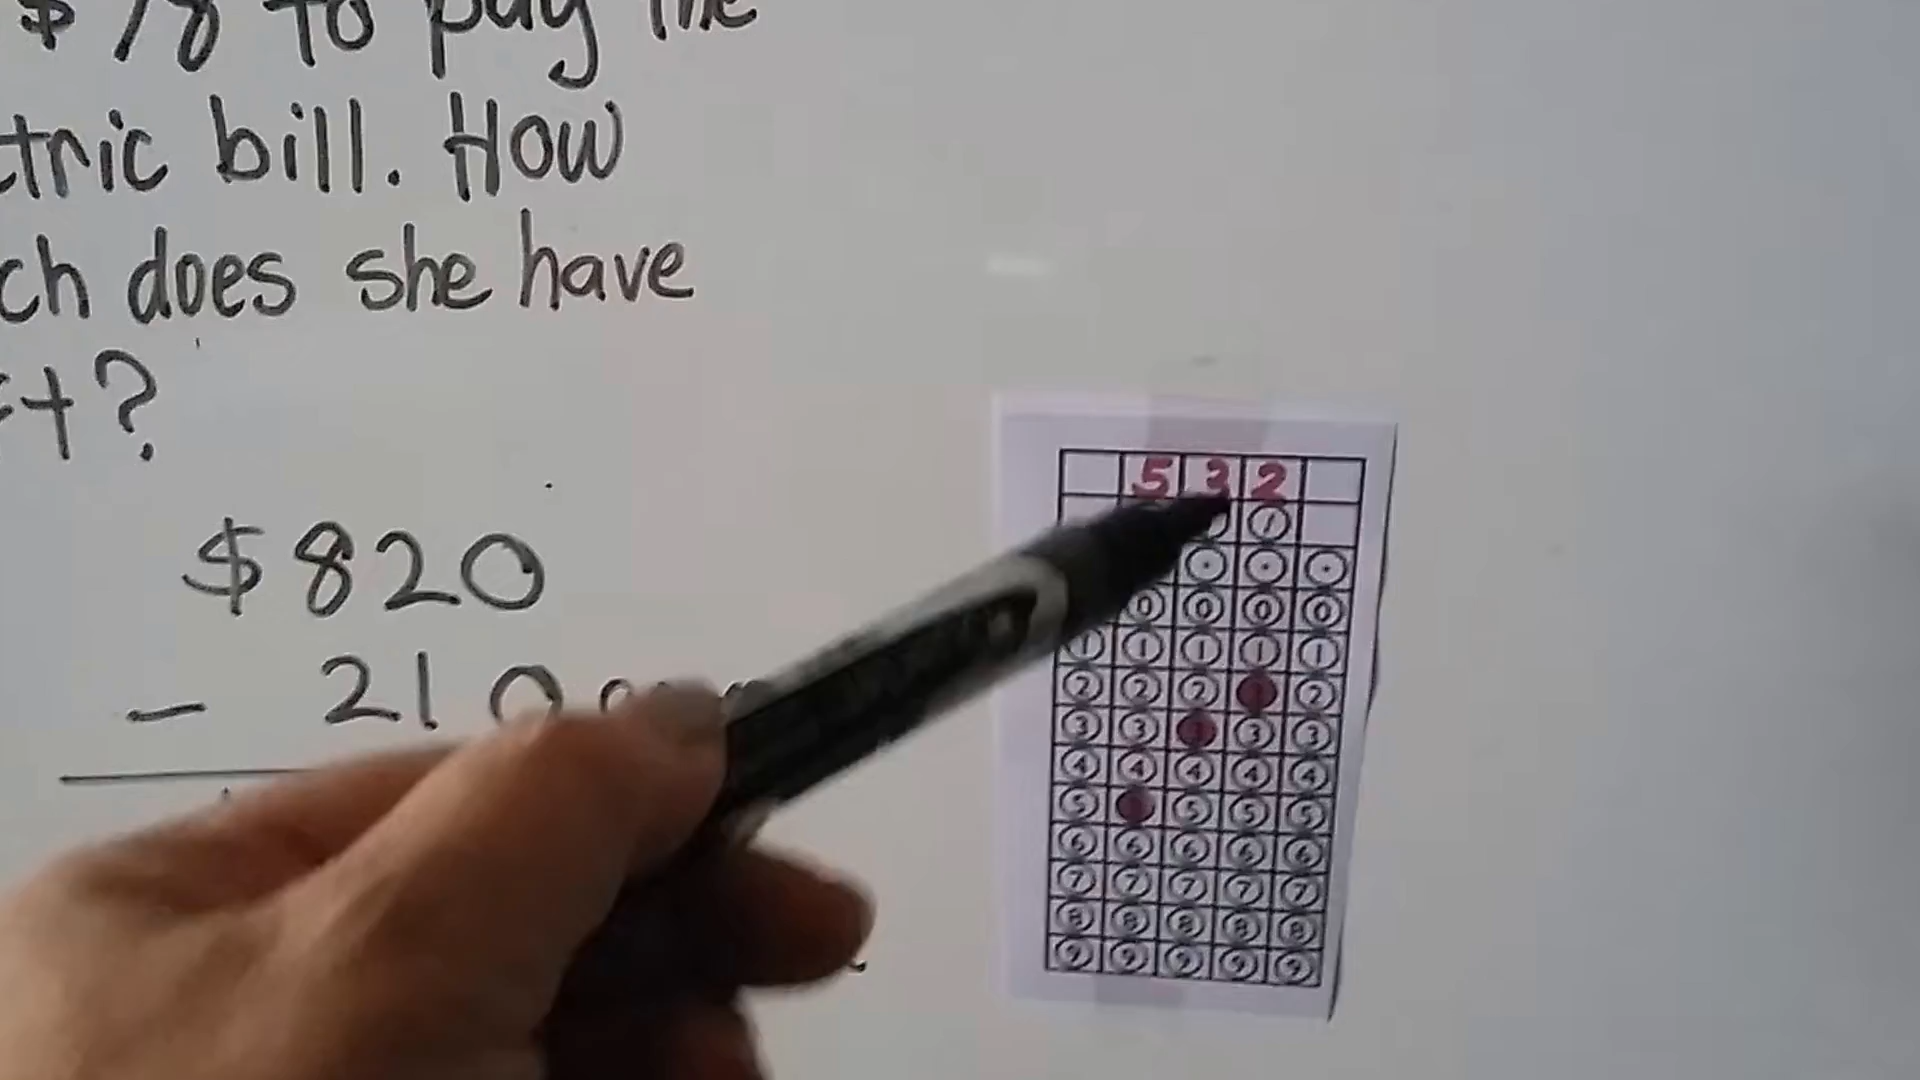 $78 to pay the
tric bill. How
ch does she have
ft?
$820
- 210
5 3 2
/
. . .
0 0 0 0
1 1 1 1 1
2 2 2 2
3 3 3 3
4 4 4 4 4
5 5 5 5
6 6 6 6 6
7 7 7 7 7
8 8 8 8 8
9 9 9 9 9